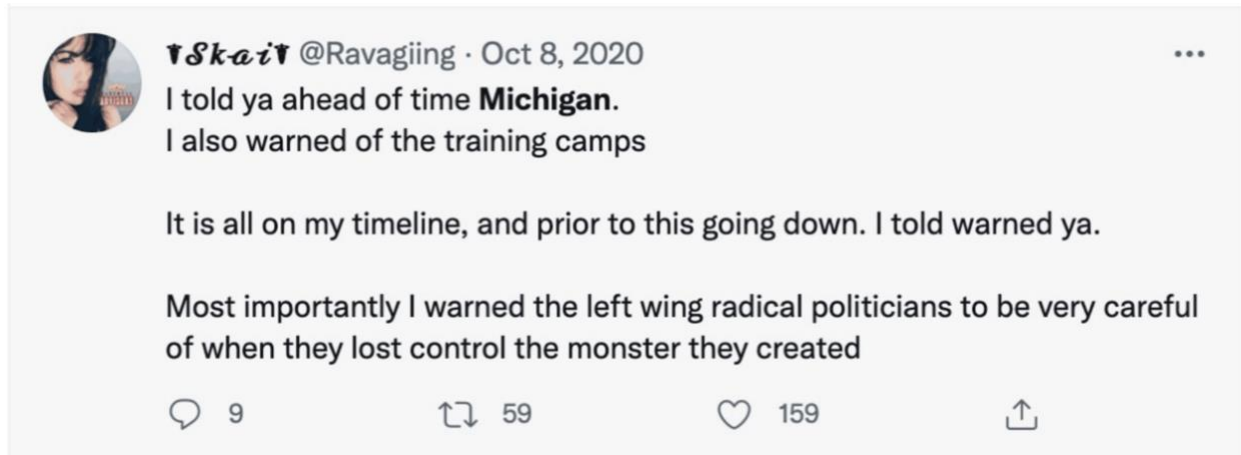 𝓢𝓴𝓪𝓲 @Ravagiing · Oct 8, 2020
I told ya ahead of time Michigan.
I also warned of the training camps
It is all on my timeline, and prior to this going down. I told warned ya.
Most importantly I warned the left wing radical politicians to be very careful
of when they lost control the monster they created
9 59 159